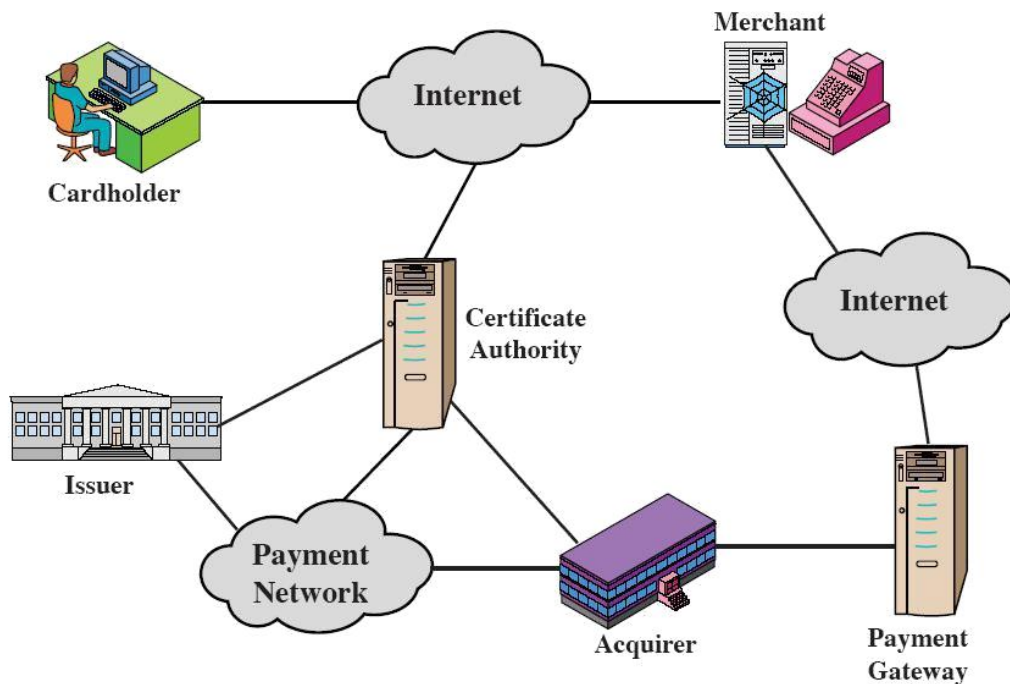 Merchant
Internet
Cardholder
Certificate
Authority
Internet
Issuer
Payment
Network
Acquirer
Payment
Gateway